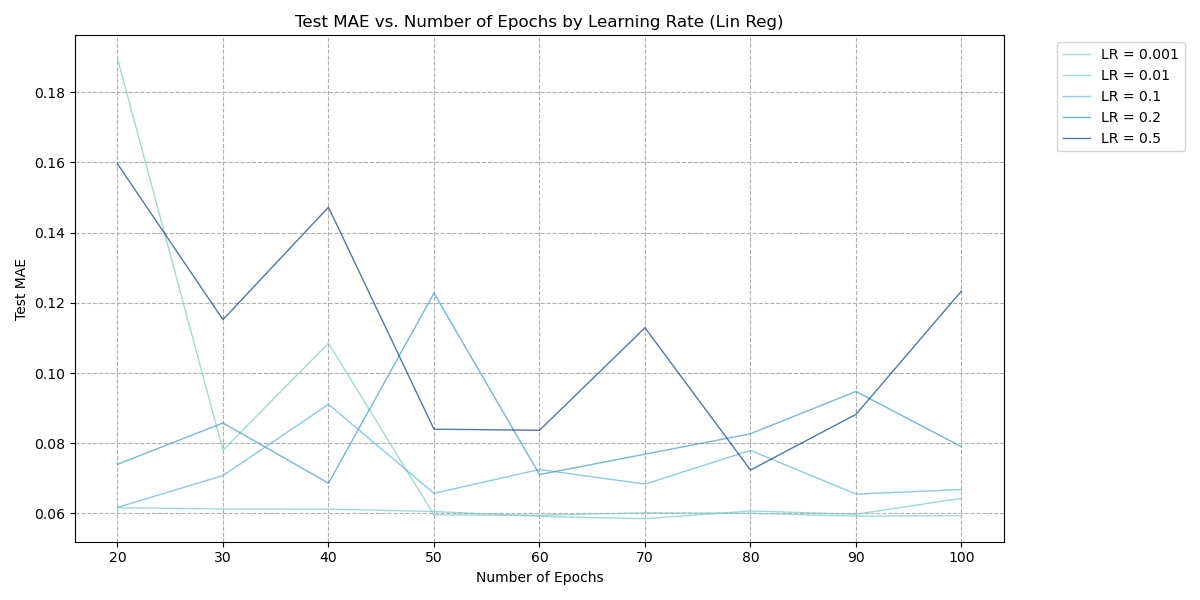 Test MAE vs. Number of Epochs by Learning Rate (Lin Reg)
LR = 0.001
LR = 0.01
LR = 0.1
LR = 0.2
LR = 0.5
0.18
0.16
0.14
0.12
0.10
0.08
0.06
Test MAE
20 30 40 50 60 70 80 90 100
Number of Epochs